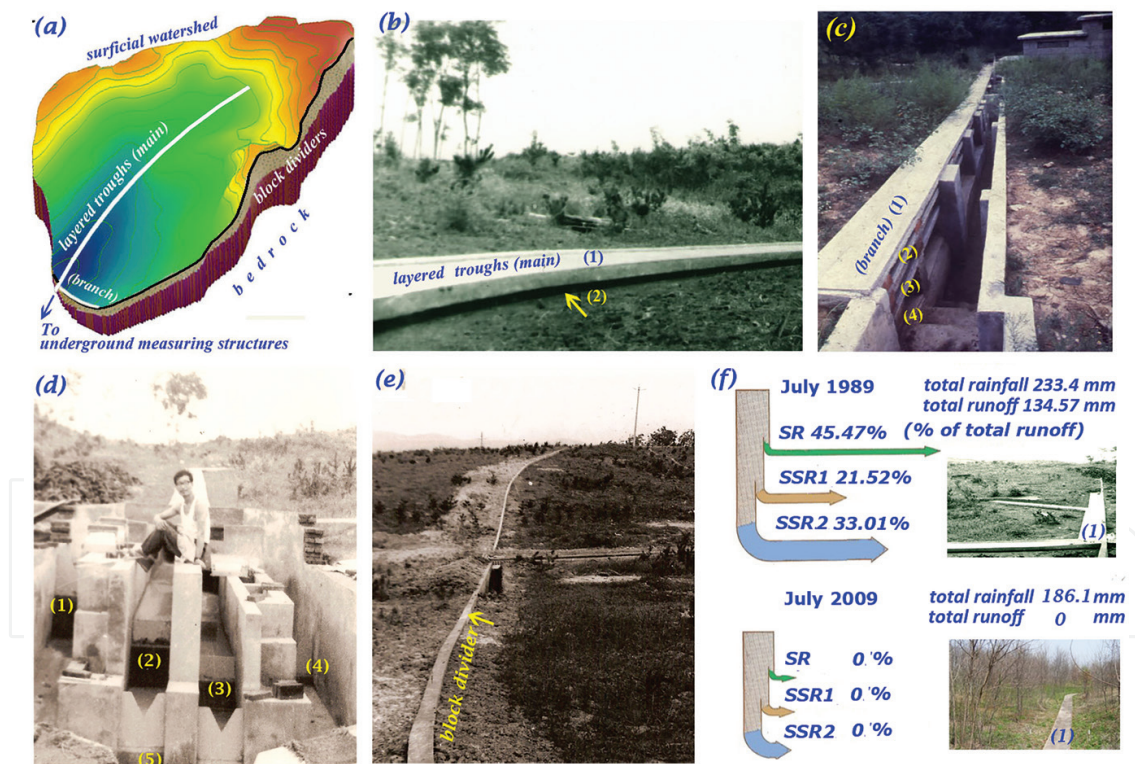 (a)
surficial watershed
layered troughs (main)
block dividers
bedrock
(branch)
To
underground measuring structures
(b)
layered troughs (main) (1)
(2)
(c)
(branch) (1)
(2)
(3)
(4)
(d)
(1)
(2)
(3)
(4)
(5)
(e)
block divider
(f)
July 1989
total rainfall 233.4 mm
total runoff 134.57 mm
SR 45.47% (% of total runoff)
SSR1 21.52%
SSR2 33.01%
(1)
July 2009
total rainfall 186.1 mm
total runoff 0 mm
SR 0.%
SSR1 0.%
SSR2 0.%
(1)